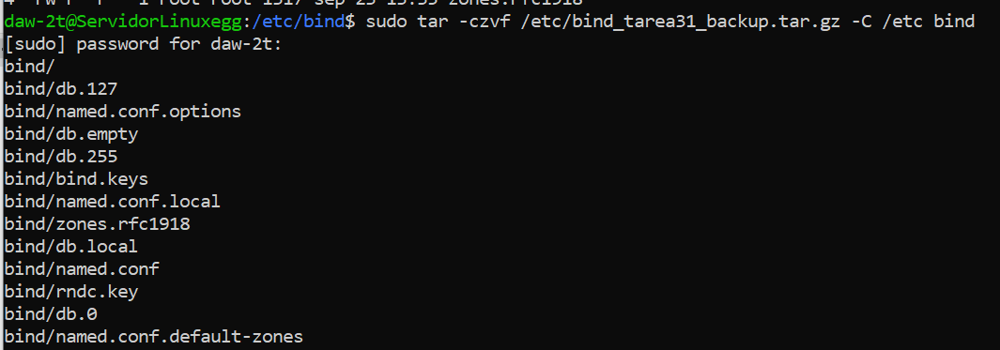 daw-2t@ServidorLinuxegg:/etc/bind$ sudo tar -czvf /etc/bind_tarea31_backup.tar.gz -C /etc bind
[sudo] password for daw-2t:
bind/
bind/db.127
bind/named.conf.options
bind/db.empty
bind/db.255
bind/bind.keys
bind/named.conf.local
bind/zones.rfc1918
bind/db.local
bind/named.conf
bind/rndc.key
bind/db.0
bind/named.conf.default-zones